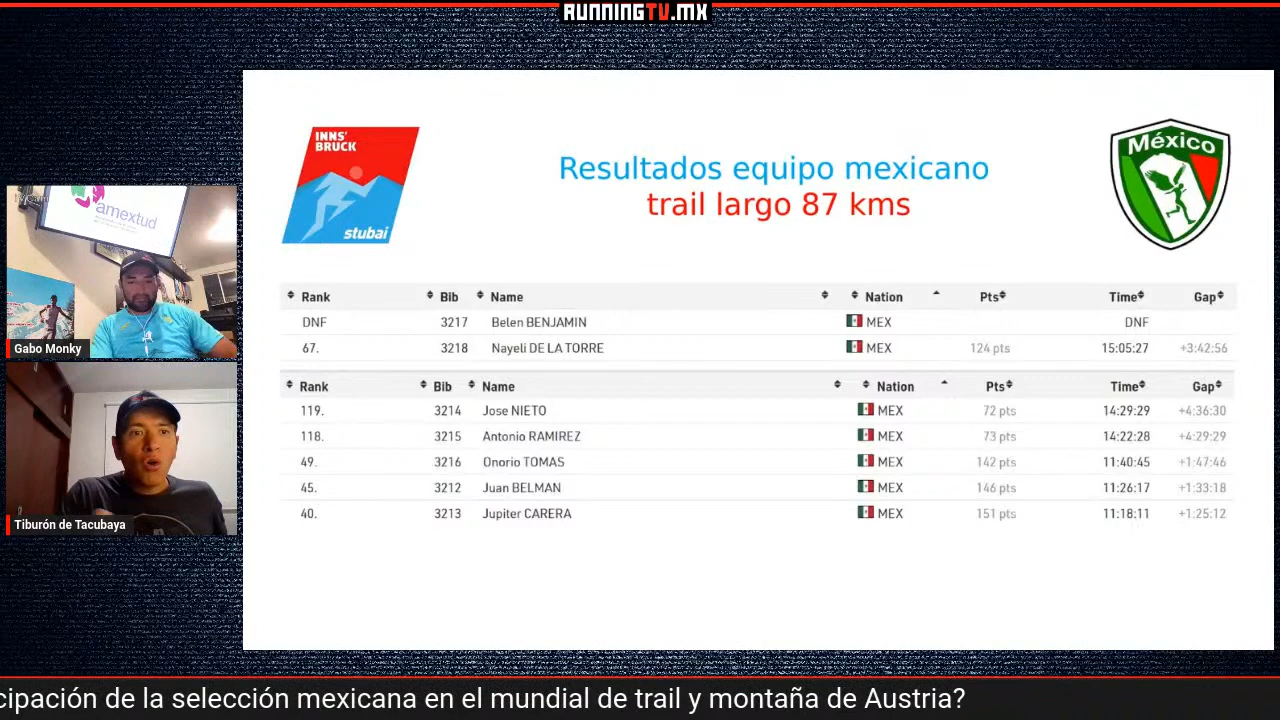 RUNNINGTV.MX
INNS'
BRUCK
stubai
Resultados equipo mexicano
trail largo 87 kms
México
Rank Bib Name Nation Pts Time Gap
DNF 3217 Belen BENJAMIN MEX DNF
67. 3218 Nayeli DE LA TORRE MEX 124 pts 15:05:27 +3:42:56
Rank Bib Name Nation Pts Time Gap
119. 3214 Jose NIETO MEX 72 pts 14:29:29 +4:36:30
118. 3215 Antonio RAMIREZ MEX 73 pts 14:22:28 +4:29:29
49. 3216 Onorio TOMAS MEX 142 pts 11:40:45 +1:47:46
45. 3212 Juan BELMAN MEX 146 pts 11:26:17 +1:33:18
40. 3213 Jupiter CARERA MEX 151 pts 11:18:11 +1:25:12
amextud
Gabo Monky
Tiburón de Tacubaya
cipación de la selección mexicana en el mundial de trail y montaña de Austria?